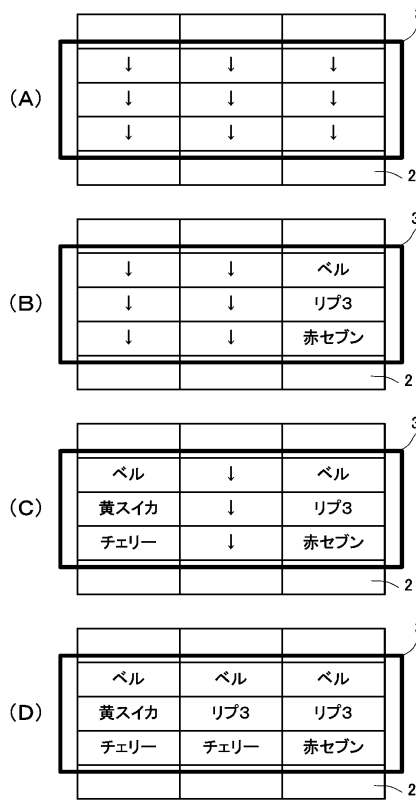 (A)
↓ ↓ ↓
↓ ↓ ↓
↓ ↓ ↓
2
3
(B)
↓ ↓ ベル
↓ ↓ リプ3
↓ ↓ 赤セブン
2
3
(C)
ベル ↓ ベル
黄スイカ ↓ リプ3
チェリー ↓ 赤セブン
2
(D)
ベル ベル ベル
黄スイカ リプ3 リプ3
チェリー チェリー 赤セブン
2